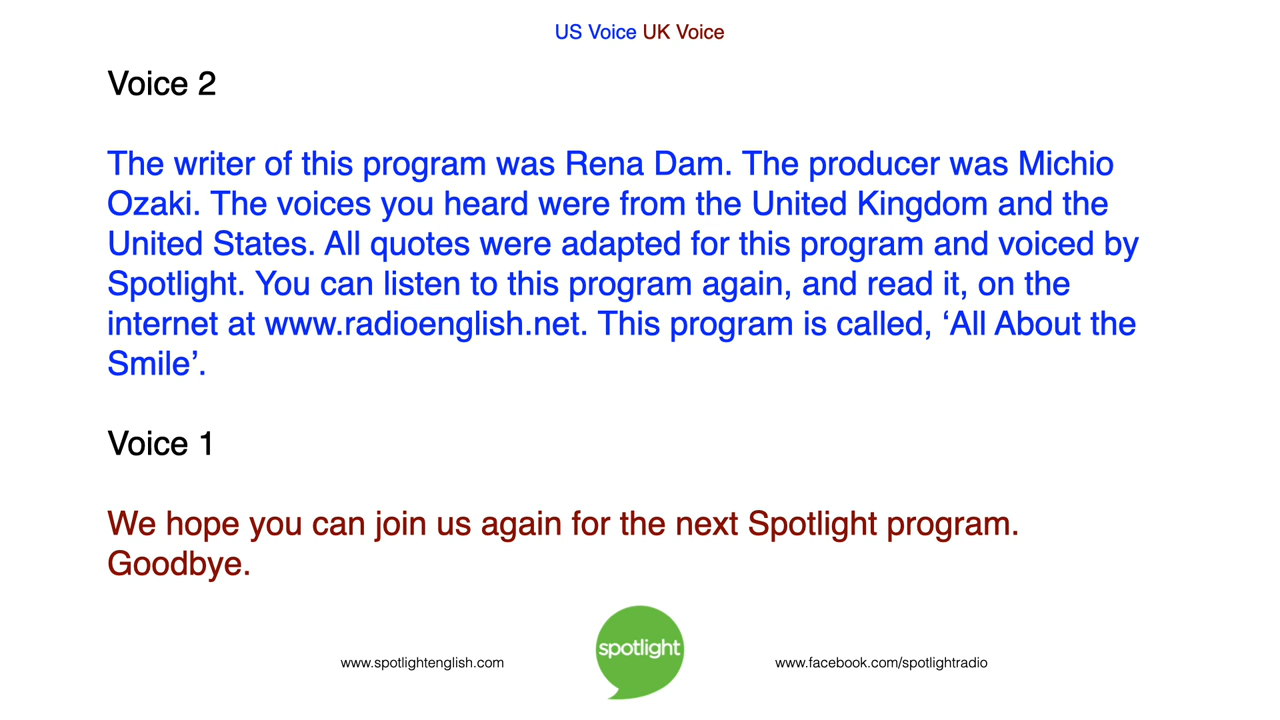 US Voice UK Voice
Voice 2
The writer of this program was Rena Dam. The producer was Michio
Ozaki. The voices you heard were from the United Kingdom and the
United States. All quotes were adapted for this program and voiced by
Spotlight. You can listen to this program again, and read it, on the
internet at www.radioenglish.net. This program is called, ‘All About the
Smile’.
Voice 1
We hope you can join us again for the next Spotlight program.
Goodbye.
www.spotlightenglish.com
spotlight
www.facebook.com/spotlightradio